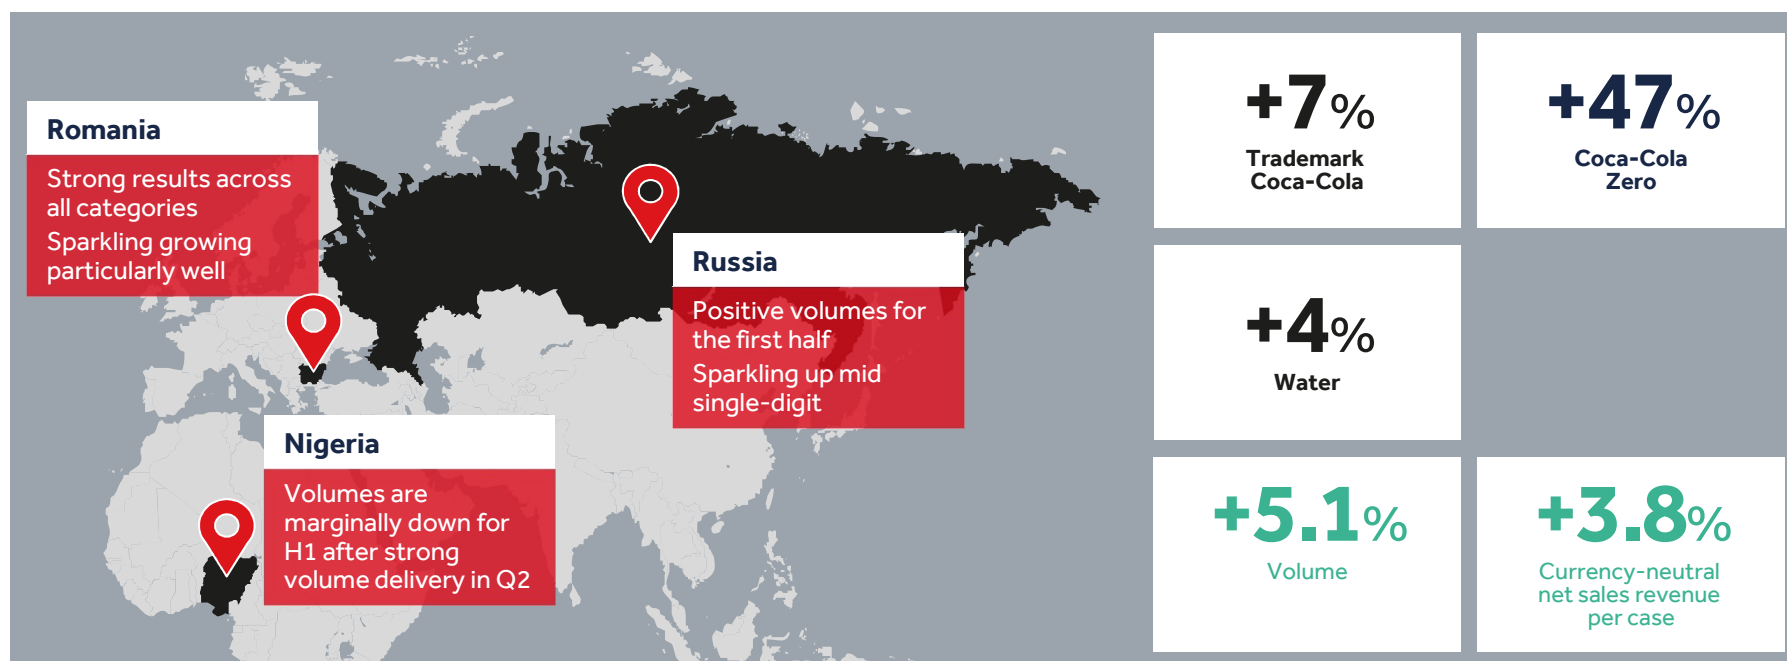 Romania
Strong results across
all categories
Sparkling growing
particularly well
Russia
Positive volumes for
the first half
Sparkling up mid
single-digit
Nigeria
Volumes are
marginally down for
H1 after strong
volume delivery in Q2
+7%
Trademark
Coca-Cola
+47%
Coca-Cola
Zero
+4%
Water
+5.1%
Volume
+3.8%
Currency-neutral
net sales revenue
per case